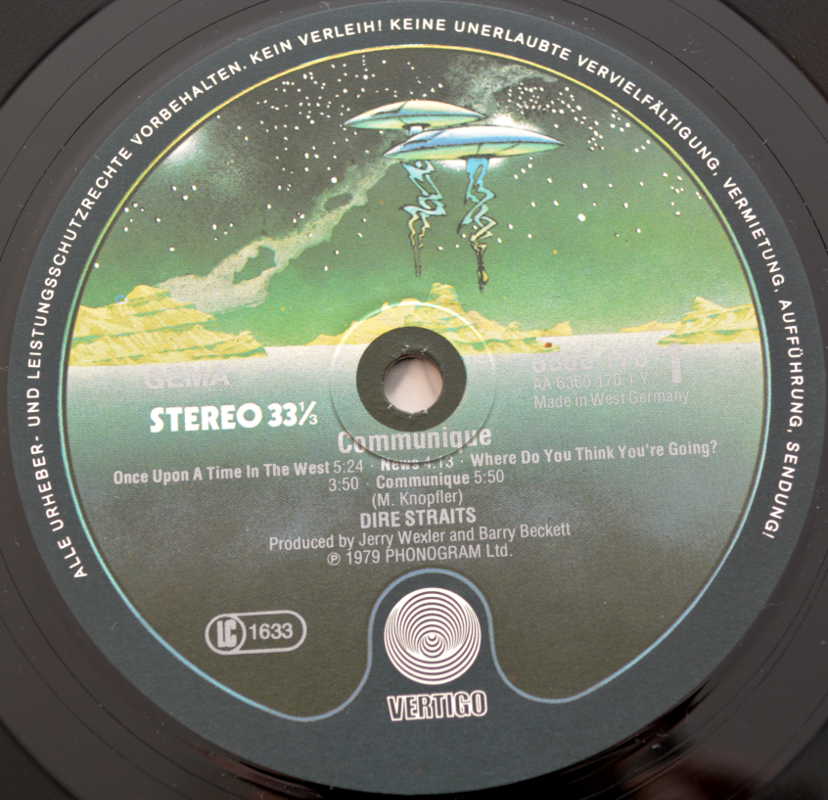 ALLE URHEBER- UND LEISTUNGSSCHUTZRECHTE VORBEHALTEN. KEIN VERLEIH! KEINE UNERLAUBTE VERVIELFÄLTIGUNG, VERMIETUNG, AUFFÜHRUNG, SENDUNG!
GEMA
1
AA 6360 170 1 Y
Made in West Germany
STEREO 33⅓
Communique
Once Upon A Time In The West 5:24 · News 4:13 · Where Do You Think You're Going?
3:50 · Communique 5:50
(M. Knopfler)
DIRE STRAITS
Produced by Jerry Wexler and Barry Beckett
℗ 1979 PHONOGRAM Ltd.
LC 1633
VERTIGO